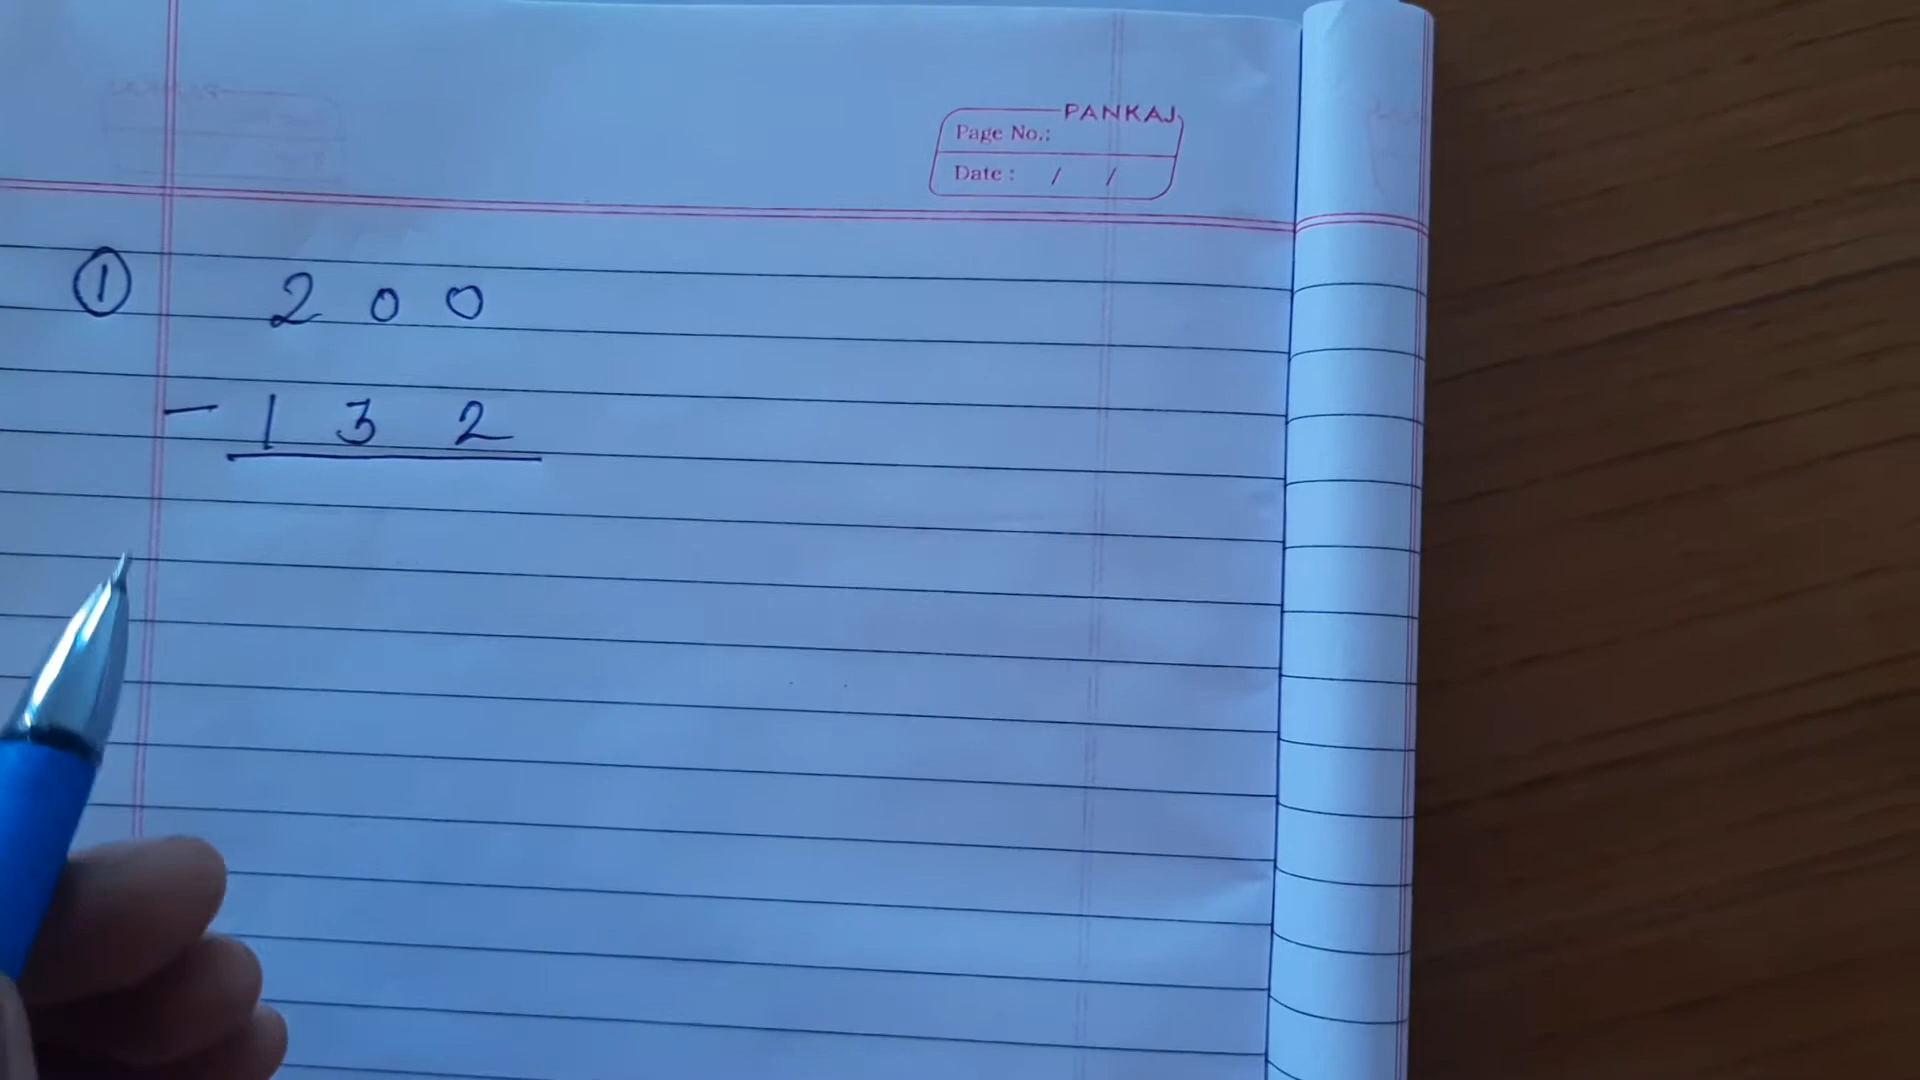 PANKAJ
Page No.:
Date : / /
① 2 0 0
- 1 3 2